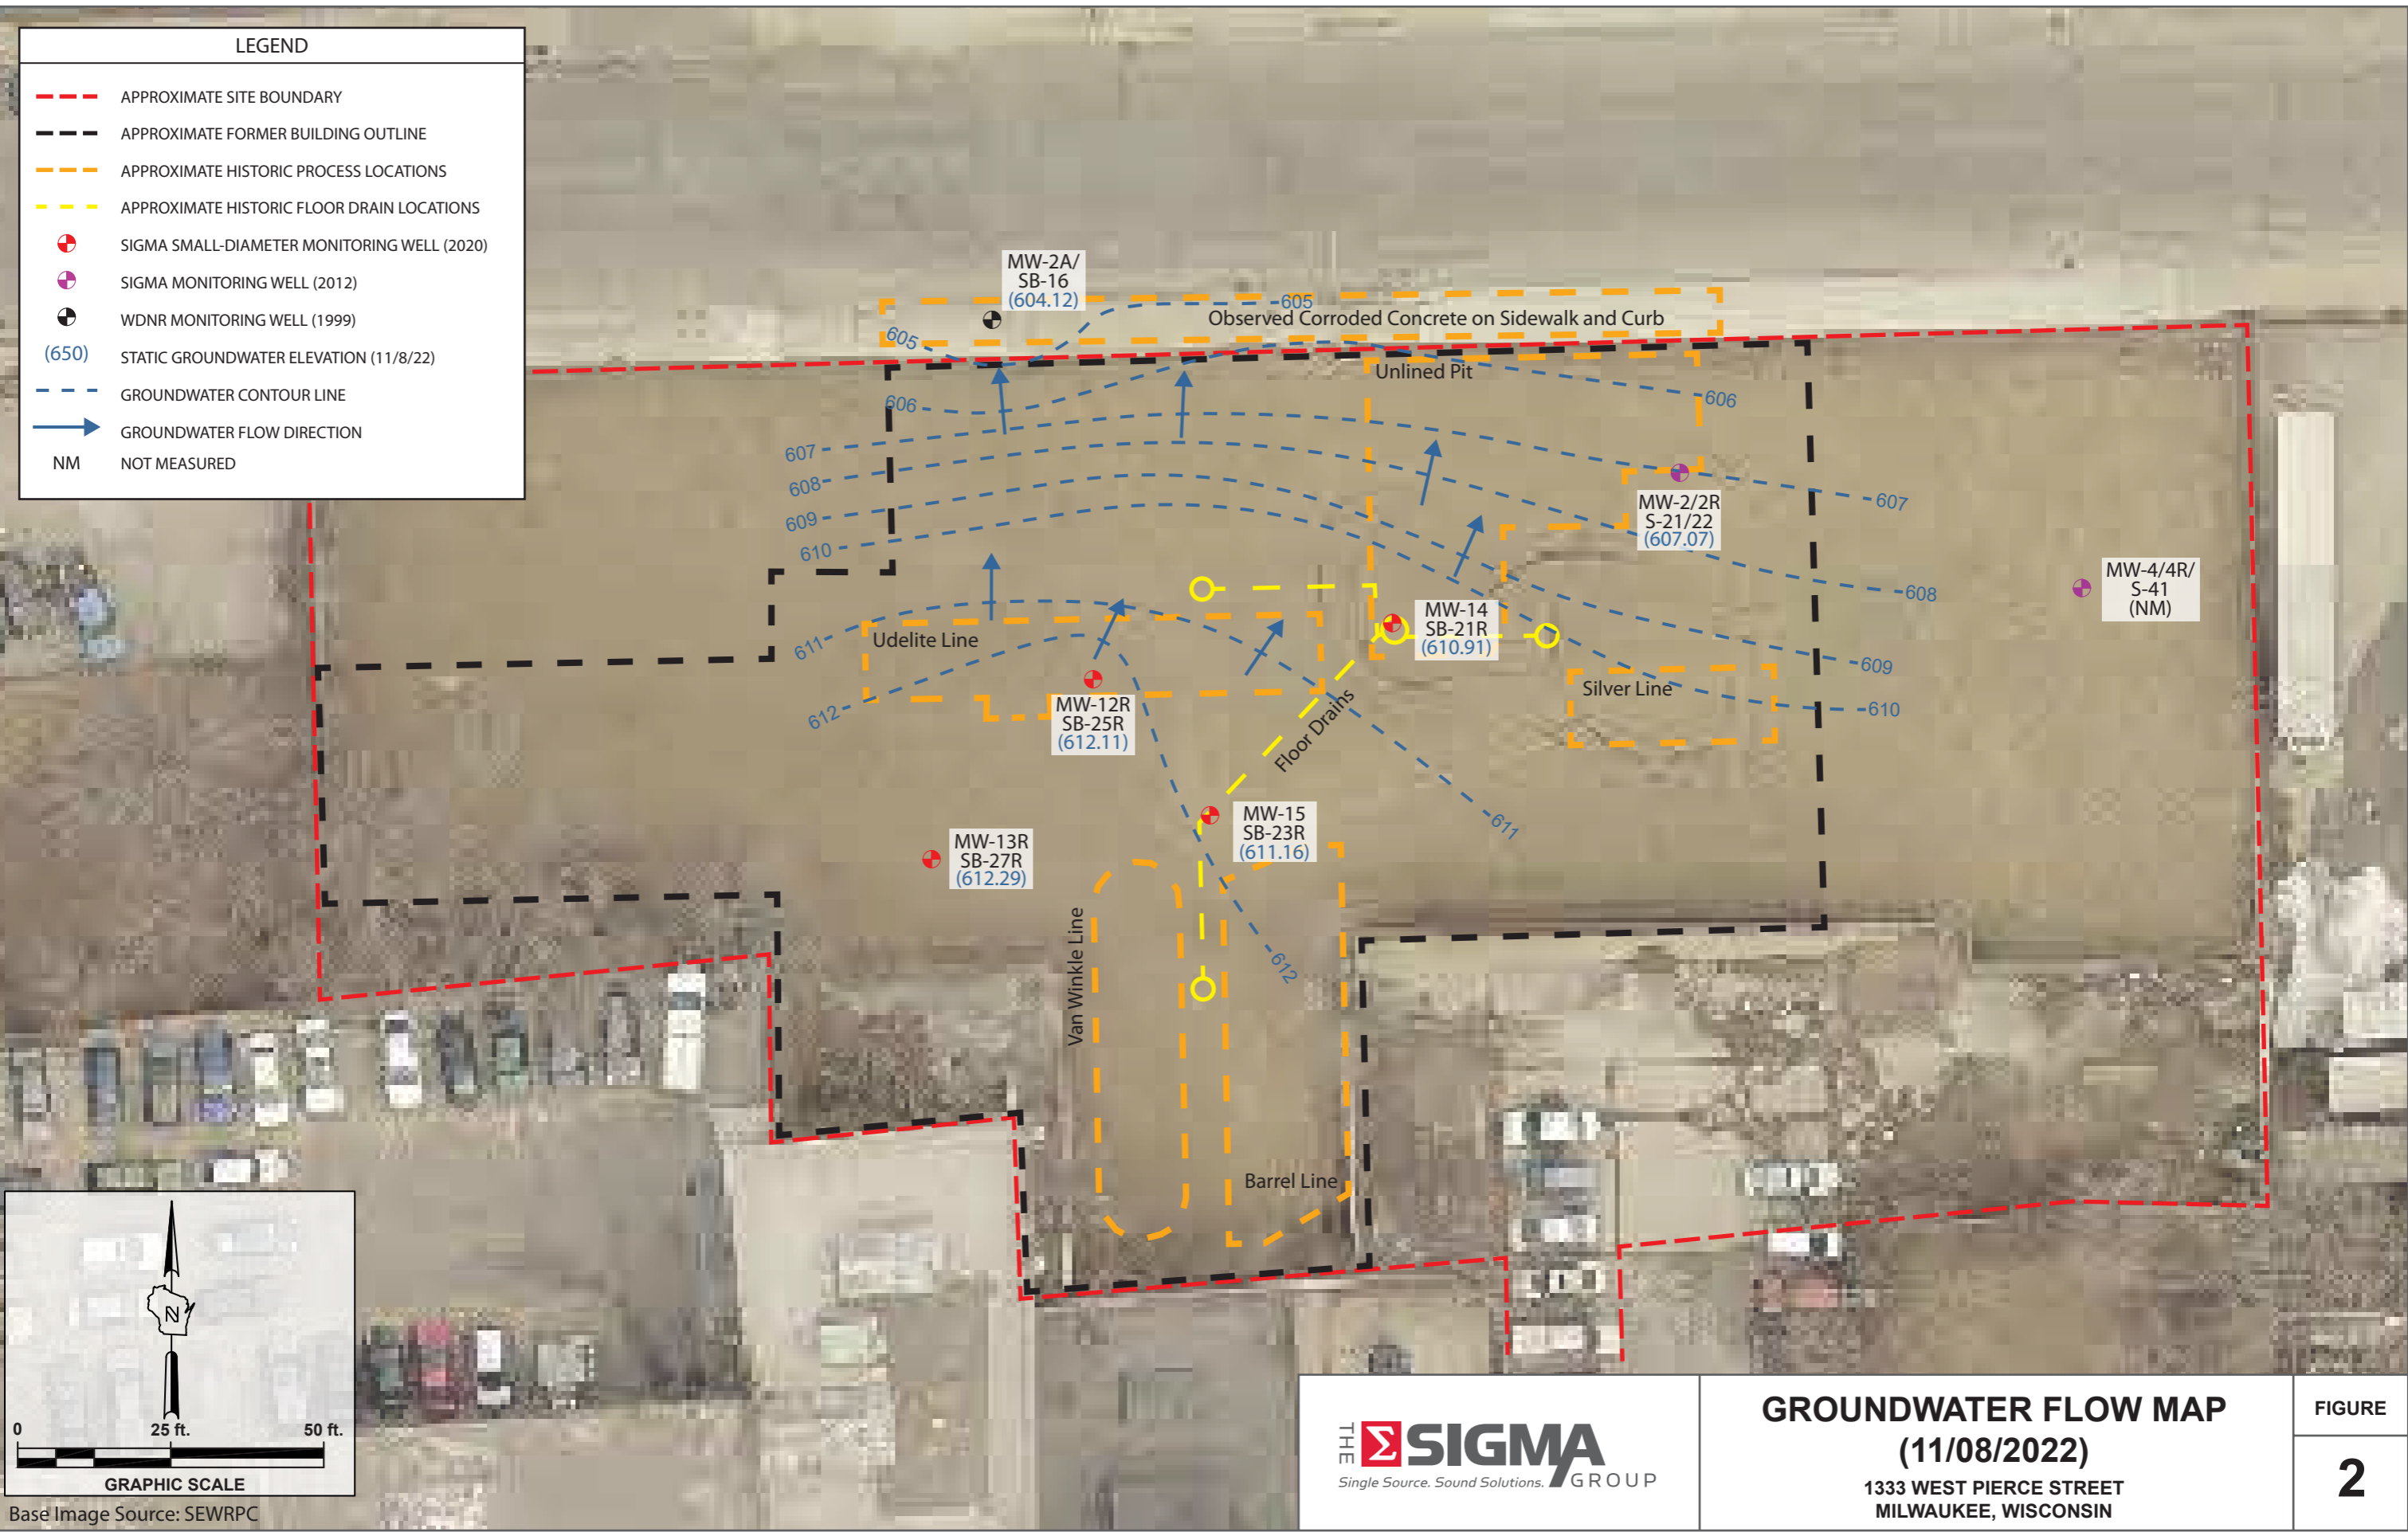 LEGEND
APPROXIMATE SITE BOUNDARY
APPROXIMATE FORMER BUILDING OUTLINE
APPROXIMATE HISTORIC PROCESS LOCATIONS
APPROXIMATE HISTORIC FLOOR DRAIN LOCATIONS
SIGMA SMALL-DIAMETER MONITORING WELL (2020)
SIGMA MONITORING WELL (2012)
WDNR MONITORING WELL (1999)
(650) STATIC GROUNDWATER ELEVATION (11/8/22)
GROUNDWATER CONTOUR LINE
GROUNDWATER FLOW DIRECTION
NM NOT MEASURED
MW-2A/
SB-16
(604.12)
605
Observed Corroded Concrete on Sidewalk and Curb
605
Unlined Pit
606
606
607
608
609
610
607
MW-2/2R
S-21/22
(607.07)
608
MW-4/4R/
S-41
(NM)
MW-14
SB-21R
(610.91)
611
Udelite Line
609
Silver Line
610
612
MW-12R
SB-25R
(612.11)
Floor Drains
MW-15
SB-23R
(611.16)
611
MW-13R
SB-27R
(612.29)
612
Van Winkle Line
Barrel Line
N
0 25 ft. 50 ft.
GRAPHIC SCALE
Base Image Source: SEWRPC
THE Σ SIGMA
GROUP
Single Source. Sound Solutions.
GROUNDWATER FLOW MAP
(11/08/2022)
1333 WEST PIERCE STREET
MILWAUKEE, WISCONSIN
FIGURE
2